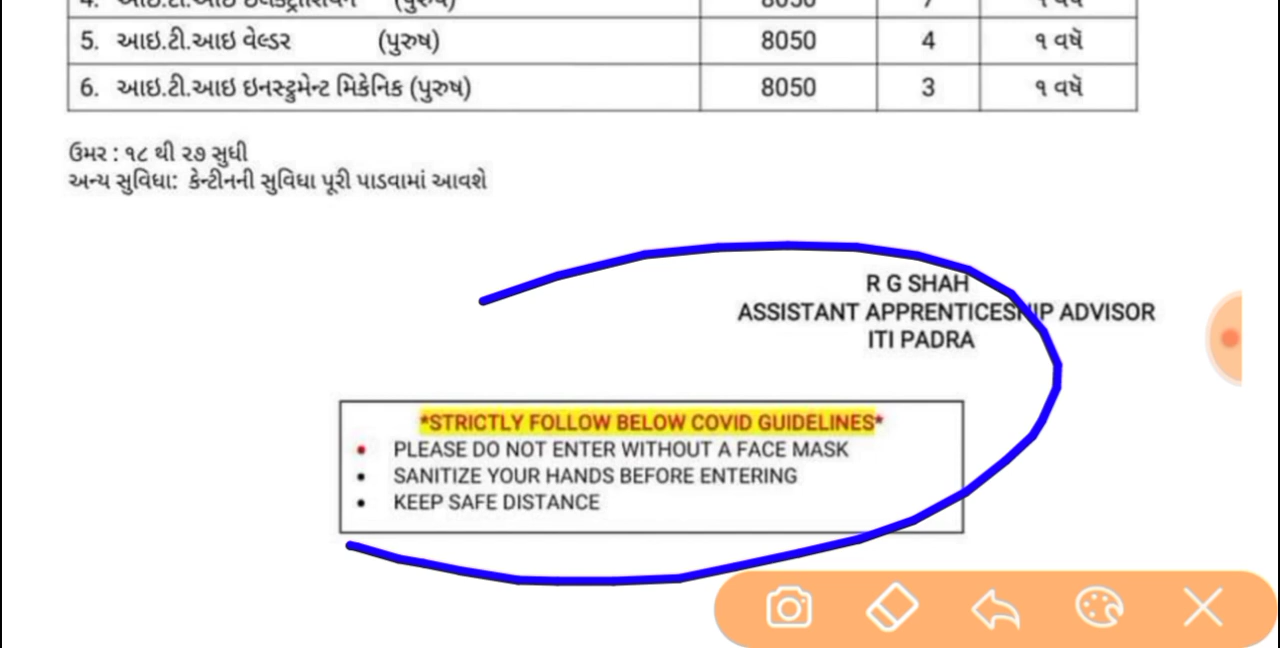 5. આઇ.ટી.આઇ વેલ્ડર (પુરુષ) 8050 4 ૧ વર્ષ
6. આઇ.ટી.આઇ ઇનસ્ટ્રુમેન્ટ મિકેનિક (પુરુષ) 8050 3 ૧ વર્ષ
ઉમર : ૧૮ થી ૨૭ સુધી
અન્ય સુવિધા: કેન્ટીનની સુવિધા પૂરી પાડવામાં આવશે
R G SHAH
ASSISTANT APPRENTICESHIP ADVISOR
ITI PADRA
*STRICTLY FOLLOW BELOW COVID GUIDELINES*
• PLEASE DO NOT ENTER WITHOUT A FACE MASK
• SANITIZE YOUR HANDS BEFORE ENTERING
• KEEP SAFE DISTANCE